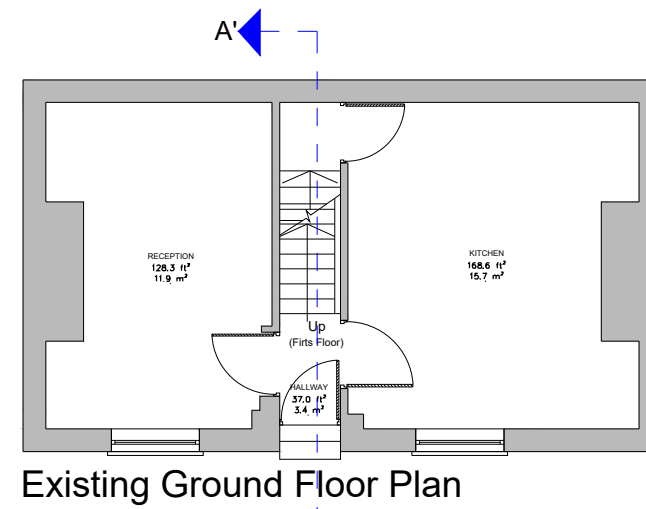 A'
RECEPTION
128.3 ft²
11.9 m²
KITCHEN
168.6 ft²
15.7 m²
Up
(Firts Floor)
HALLWAY
37.0 ft²
3.4 m²
Existing Ground Floor Plan